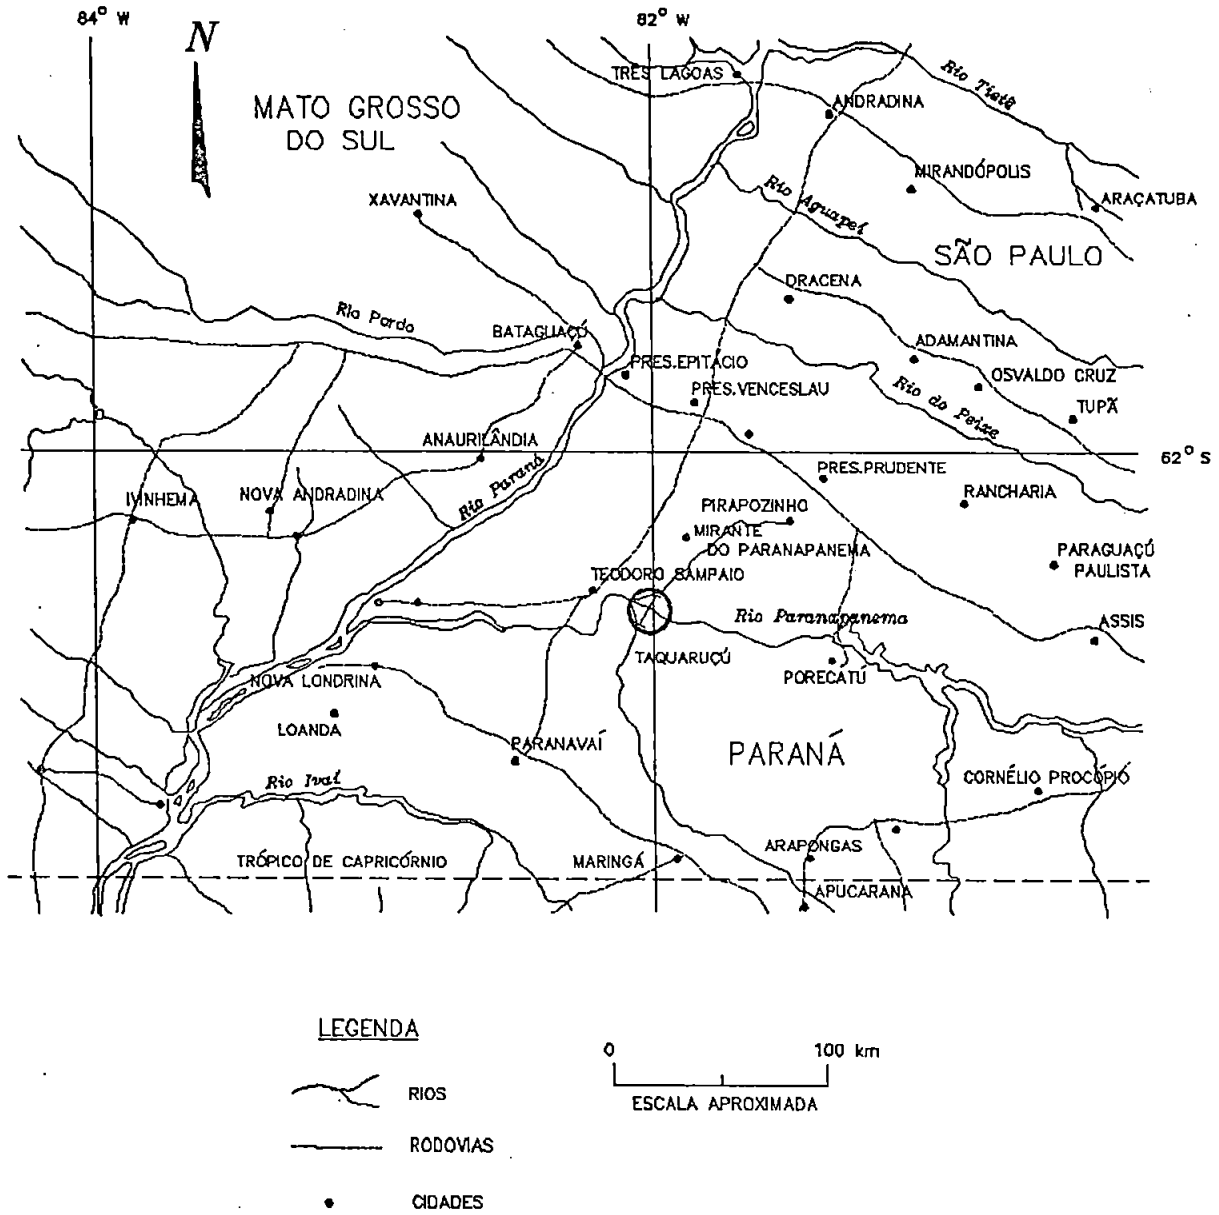 84° W
82° W
N
TRÊS LAGOAS
Rio Tietê
MATO GROSSO
DO SUL
ANDRADINA
MIRANDÓPOLIS
XAVANTINA
Rio Aguapeí
ARAÇATUBA
SÃO PAULO
DRACENA
Rio Pardo
BATAGUAÇÚ
ADAMANTINA
PRES.EPITÁCIO
OSVALDO CRUZ
PRES.VENCESLAU
Rio do Peixe
TUPÃ
ANAURILÂNDIA
62° S
Rio Paraná
PRES.PRUDENTE
IVINHEMA
NOVA ANDRADINA
RANCHARIA
PIRAPOZINHO
MIRANTE
DO PARANAPANEMA
PARAGUAÇÚ
PAULISTA
TEODORO SAMPAIO
Rio Paranapanema
ASSIS
TAQUARUÇÚ
PORECATÚ
NOVA LONDRINA
LOANDA
PARANAVAÍ
PARANÁ
Rio Ivaí
CORNÉLIO PROCÓPIÓ
TRÓPICO DE CAPRICÓRNIO
MARINGÁ
ARAPONGAS
APUCARANA
LEGENDA
0 100 km
ESCALA APROXIMADA
RIOS
RODOVIAS
CIDADES